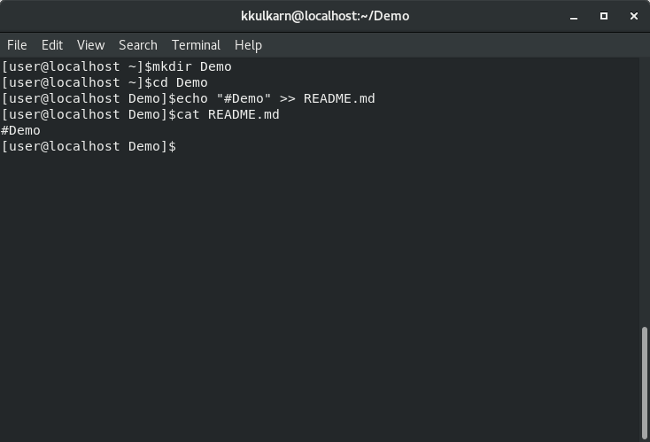 kkulkarn@localhost:~/Demo
File Edit View Search Terminal Help
[user@localhost ~]$mkdir Demo
[user@localhost ~]$cd Demo
[user@localhost Demo]$echo "#Demo" >> README.md
[user@localhost Demo]$cat README.md
#Demo
[user@localhost Demo]$